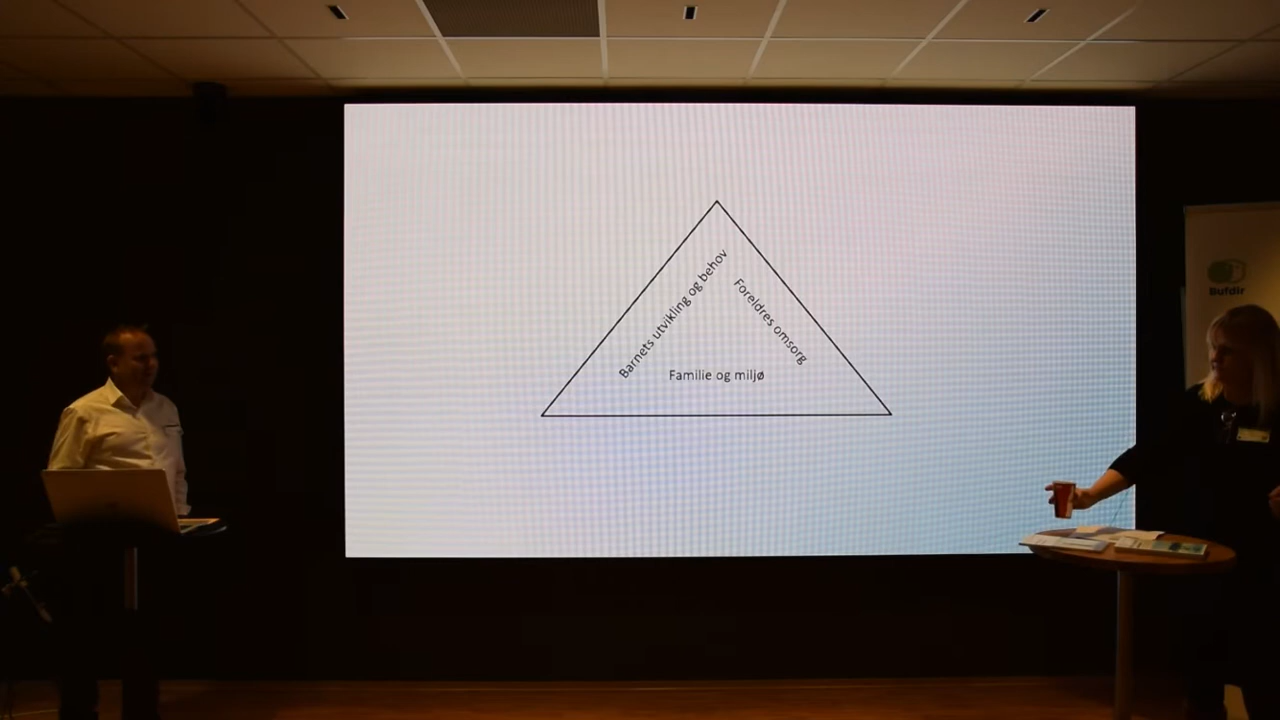 Barnets utvikling og behov
Foreldres omsorg
Familie og miljø
Bufdir